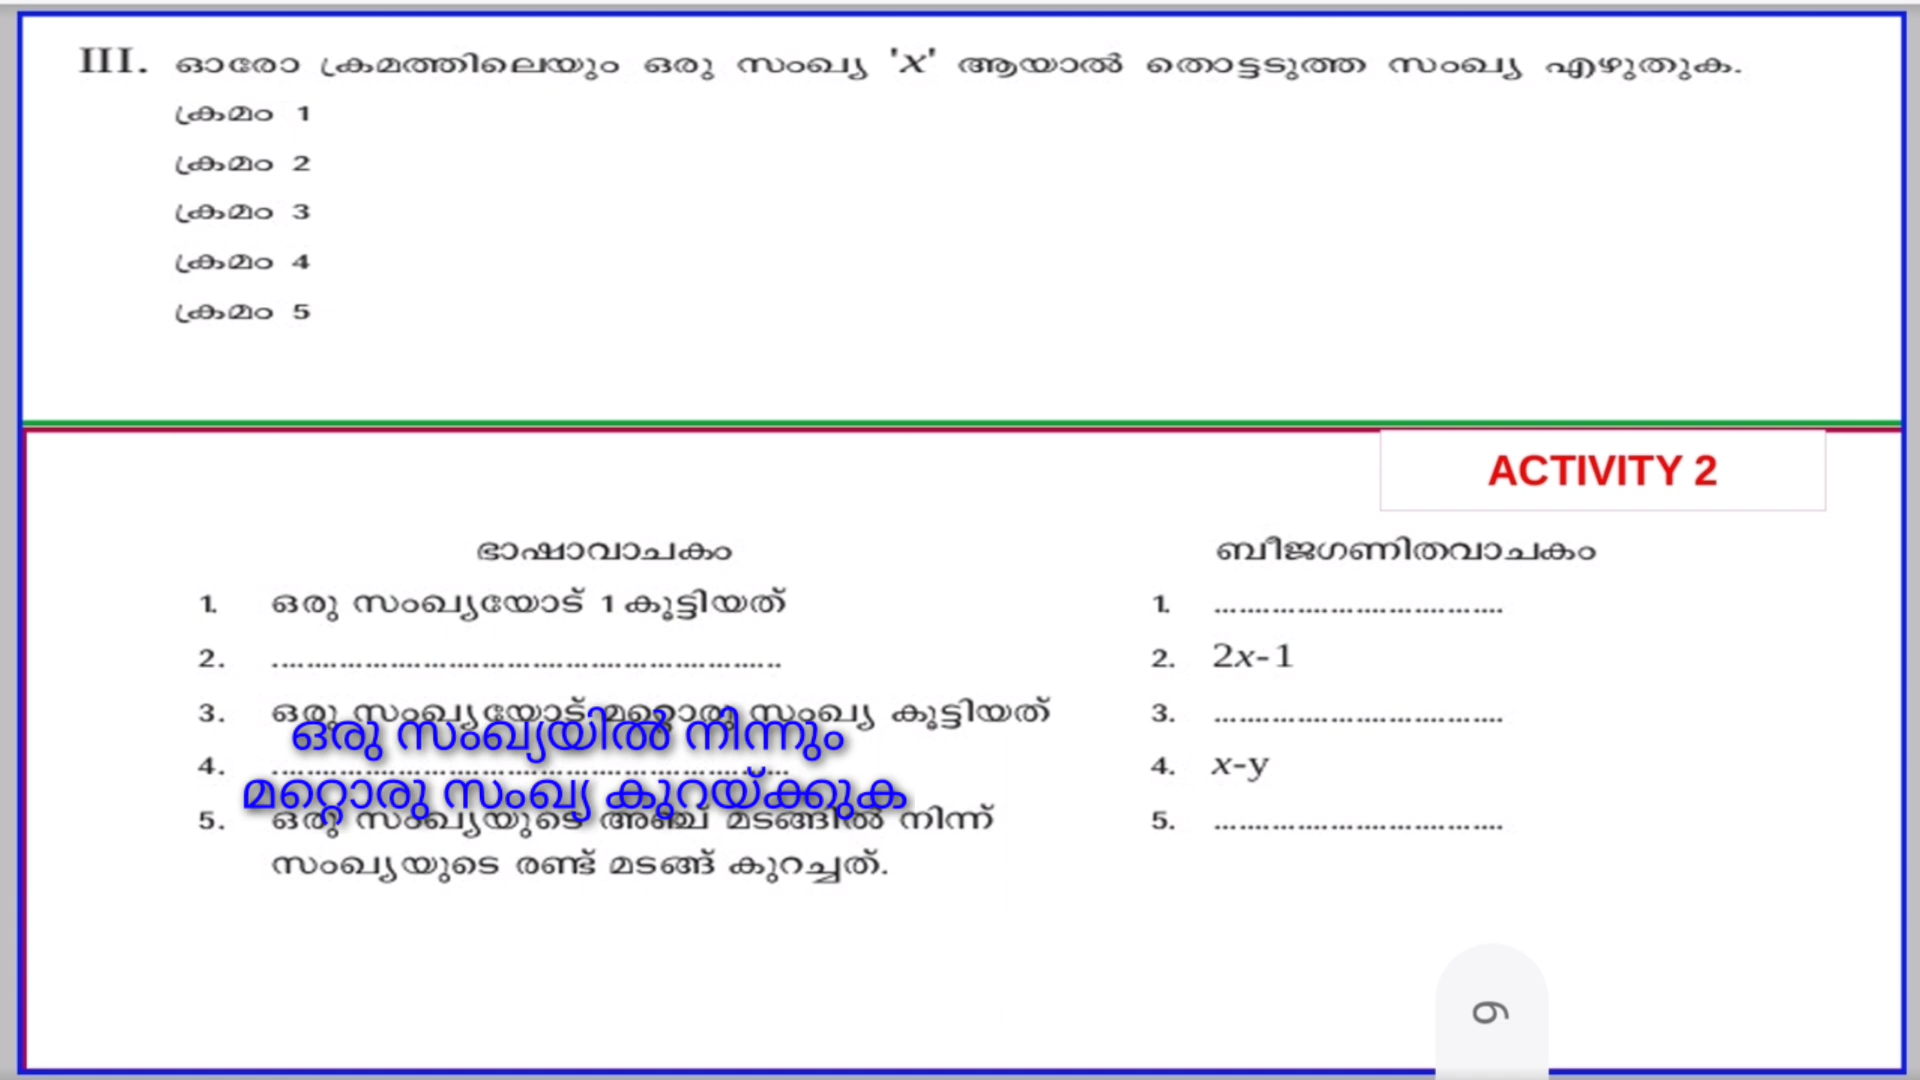 III. ഓരോ ക്രമത്തിലെയും ഒരു സംഖ്യ 'x' ആയാൽ തൊട്ടടുത്ത സംഖ്യ എഴുതുക.
ക്രമം 1
ക്രമം 2
ക്രമം 3
ക്രമം 4
ക്രമം 5
ACTIVITY 2
ഭാഷാവാചകം ബീജഗണിതവാചകം
1. ഒരു സംഖ്യയോട് 1 കൂട്ടിയത് 1. ..................................
2. ............................................................. 2. 2x-1
3. ഒരു സംഖ്യയോട് മറ്റൊരു സംഖ്യ കൂട്ടിയത് 3. ..................................
ഒരു സംഖ്യയിൽ നിന്നും
4. ............................................................. 4. x-y
മറ്റൊരു സംഖ്യ കുറയ്ക്കുക
5. ഒരു സംഖ്യയുടെ അഞ്ച് മടങ്ങിൽ നിന്ന് 5. ..................................
സംഖ്യയുടെ രണ്ട് മടങ്ങ് കുറച്ചത്.
6